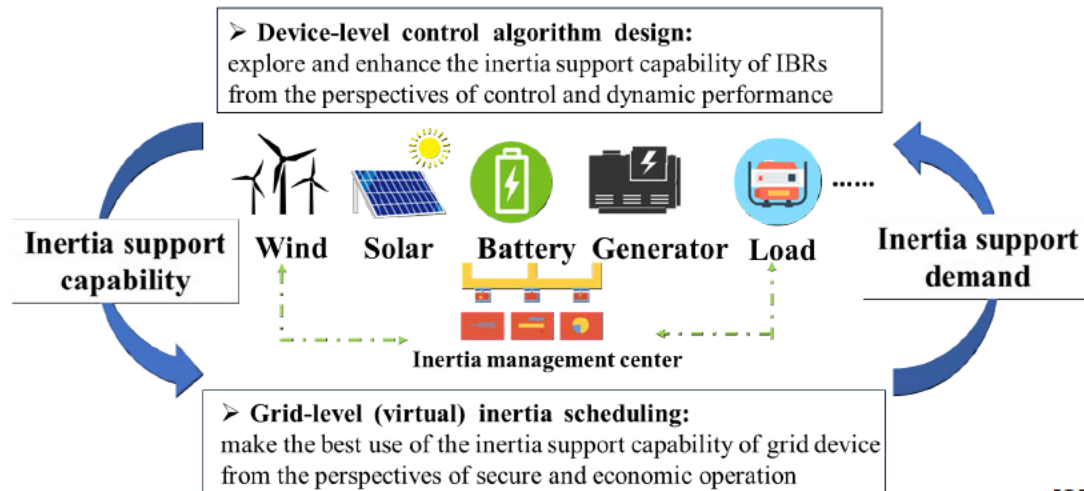 ➢ Device-level control algorithm design:
explore and enhance the inertia support capability of IBRs
from the perspectives of control and dynamic performance
Inertia support
capability
Wind Solar Battery Generator Load ......
Inertia support
demand
Inertia management center
➢ Grid-level (virtual) inertia scheduling:
make the best use of the inertia support capability of grid device
from the perspectives of secure and economic operation